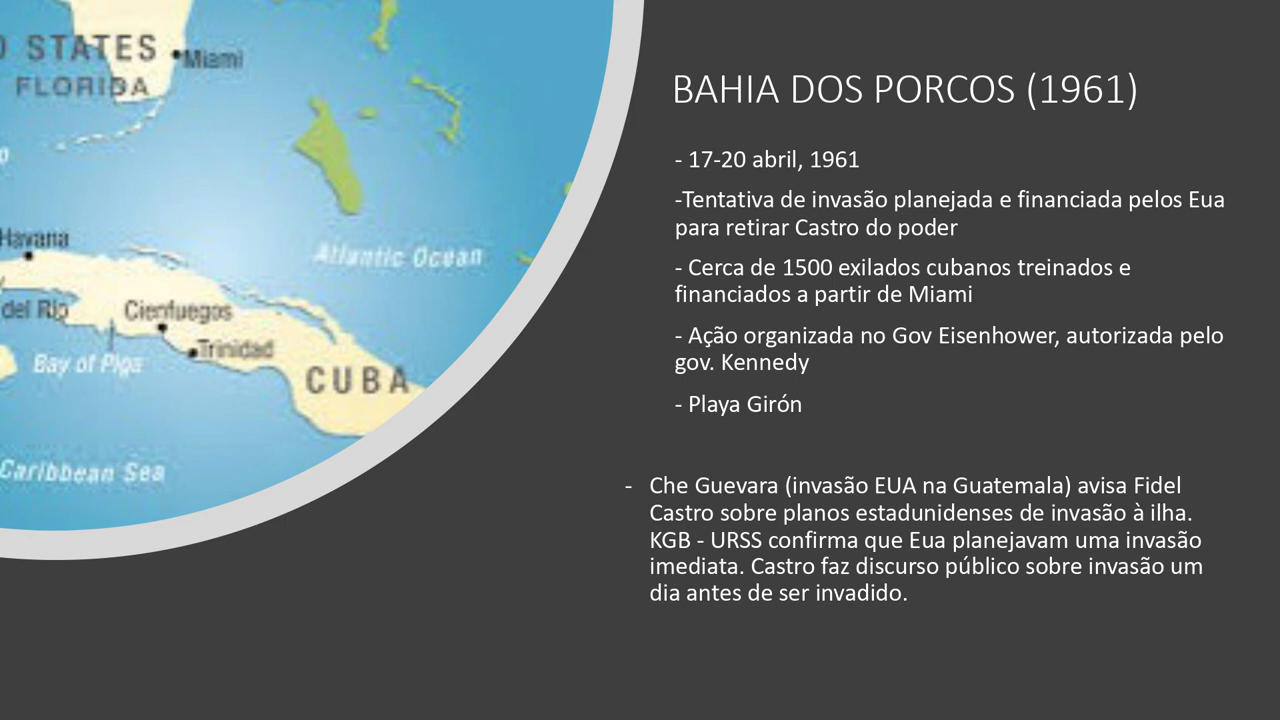 D STATES
FLORIDA
Miami
Havana
del Rio
Cienfuegos
Trinidad
Bay of Pigs
CUBA
Atlantic Ocean
Caribbean Sea
BAHIA DOS PORCOS (1961)
- 17-20 abril, 1961
-Tentativa de invasão planejada e financiada pelos Eua
para retirar Castro do poder
- Cerca de 1500 exilados cubanos treinados e
financiados a partir de Miami
- Ação organizada no Gov Eisenhower, autorizada pelo
gov. Kennedy
- Playa Girón
- Che Guevara (invasão EUA na Guatemala) avisa Fidel
Castro sobre planos estadunidenses de invasão à ilha.
KGB - URSS confirma que Eua planejavam uma invasão
imediata. Castro faz discurso público sobre invasão um
dia antes de ser invadido.